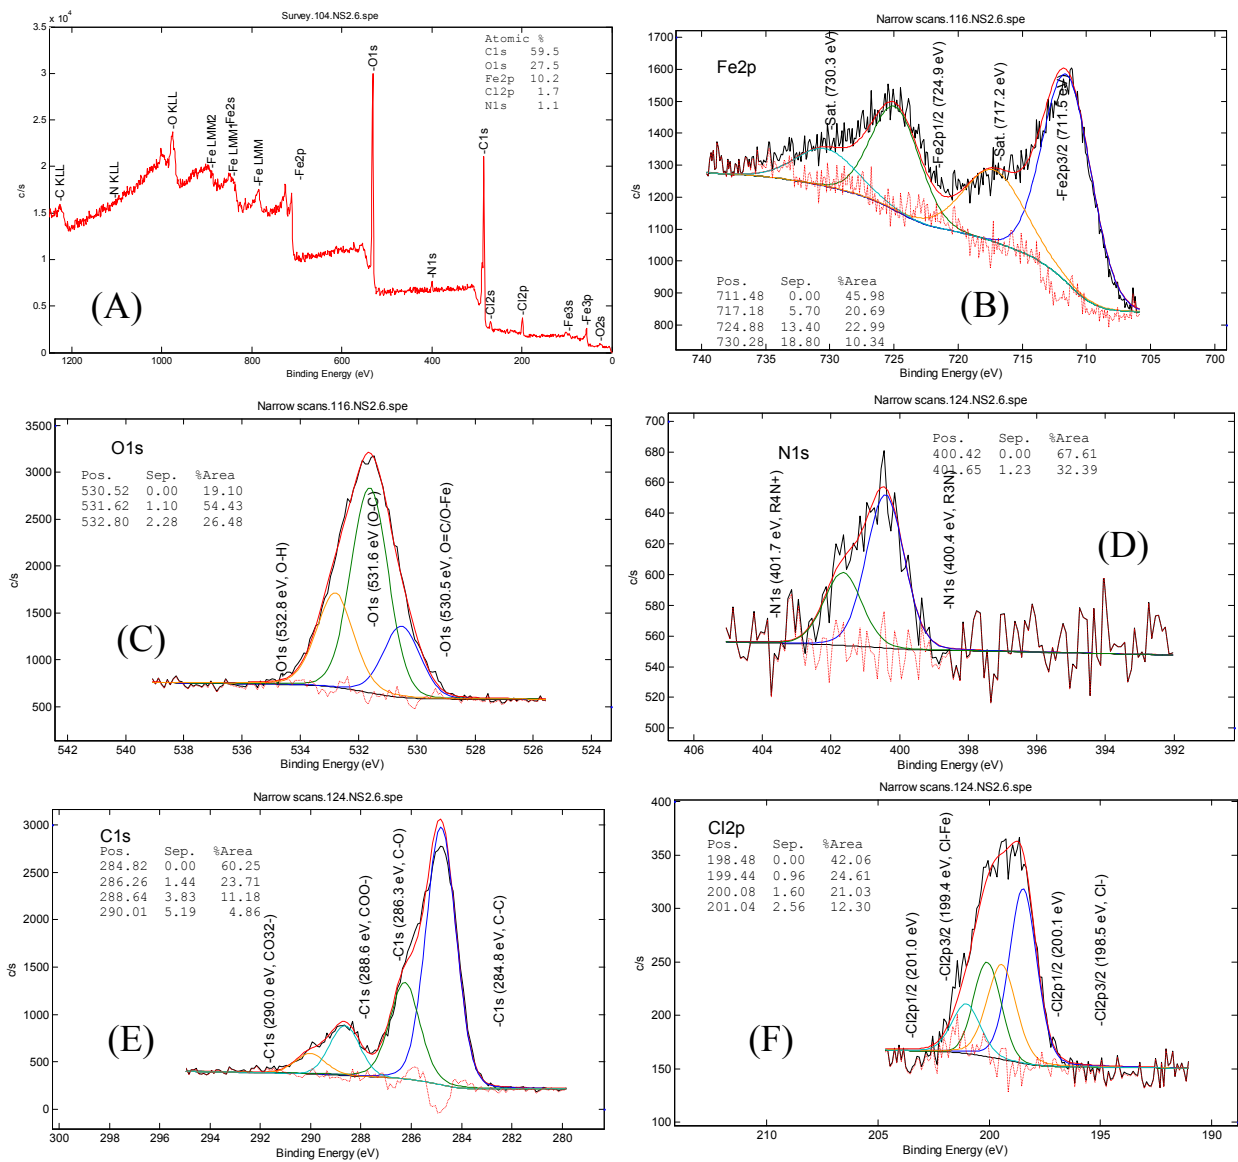 Survey.104.NS2.6.spe
x 10⁴
3.5
3
2.5
2
1.5
1
0.5
0
c/s
Atomic %
C1s 59.5
O1s 27.5
Fe2p 10.2
Cl2p 1.7
N1s 1.1
-C KLL
-N KLL
-O KLL
-Fe LMM2
-Fe LMM1
-Fe2s
-Fe LMM
-Fe2p
-O1s
-N1s
-C1s
-Cl2s
-Cl2p
-Fe3s
-Fe3p
-O2s
(A)
1200 1000 800 600 400 200 0
Binding Energy (eV)
Narrow scans.116.NS2.6.spe
Fe2p
1700
1600
1500
1400
1300
1200
1100
1000
900
800
c/s
Sat. (730.3 eV)
-Fe2p1/2 (724.9 eV)
-Sat. (717.2 eV)
-Fe2p3/2 (711.5 e
Pos. Sep. %Area
711.48 0.00 45.98
717.18 5.70 20.69
724.88 13.40 22.99
730.28 18.80 10.34
(B)
740 735 730 725 720 715 710 705 700
Binding Energy (eV)
Narrow scans.116.NS2.6.spe
O1s
3500
3000
2500
2000
1500
1000
500
c/s
Pos. Sep. %Area
530.52 0.00 19.10
531.62 1.10 54.43
532.80 2.28 26.48
-O1s (532.8 eV, O-H)
-O1s (531.6 eV (O-C)
-O1s (530.5 eV, O=C/O-Fe)
(C)
542 540 538 536 534 532 530 528 526 524
Binding Energy (eV)
Narrow scans.124.NS2.6.spe
N1s
700
680
660
640
620
600
580
560
540
520
500
c/s
Pos. Sep. %Area
400.42 0.00 67.61
401.65 1.23 32.39
-N1s (401.7 eV, R4N+)
-N1s (400.4 eV, R3N)
(D)
406 404 402 400 398 396 394 392
Binding Energy (eV)
Narrow scans.124.NS2.6.spe
C1s
3000
2500
2000
1500
1000
500
0
c/s
Pos. Sep. %Area
284.82 0.00 60.25
286.26 1.44 23.71
288.64 3.83 11.18
290.01 5.19 4.86
-C1s (290.0 eV, CO32-)
-C1s (288.6 eV, COO-)
-C1s (286.3 eV, C-O)
-C1s (284.8 eV, C-C)
(E)
300 298 296 294 292 290 288 286 284 282 280
Binding Energy (eV)
Narrow scans.124.NS2.6.spe
Cl2p
400
350
300
250
200
150
100
c/s
Pos. Sep. %Area
198.48 0.00 42.06
199.44 0.96 24.61
200.08 1.60 21.03
201.04 2.56 12.30
-Cl2p1/2 (201.0 eV)
-Cl2p3/2 (199.4 eV, Cl-Fe)
-Cl2p1/2 (200.1 eV)
-Cl2p3/2 (198.5 eV, Cl-)
(F)
210 205 200 195 190
Binding Energy (eV)